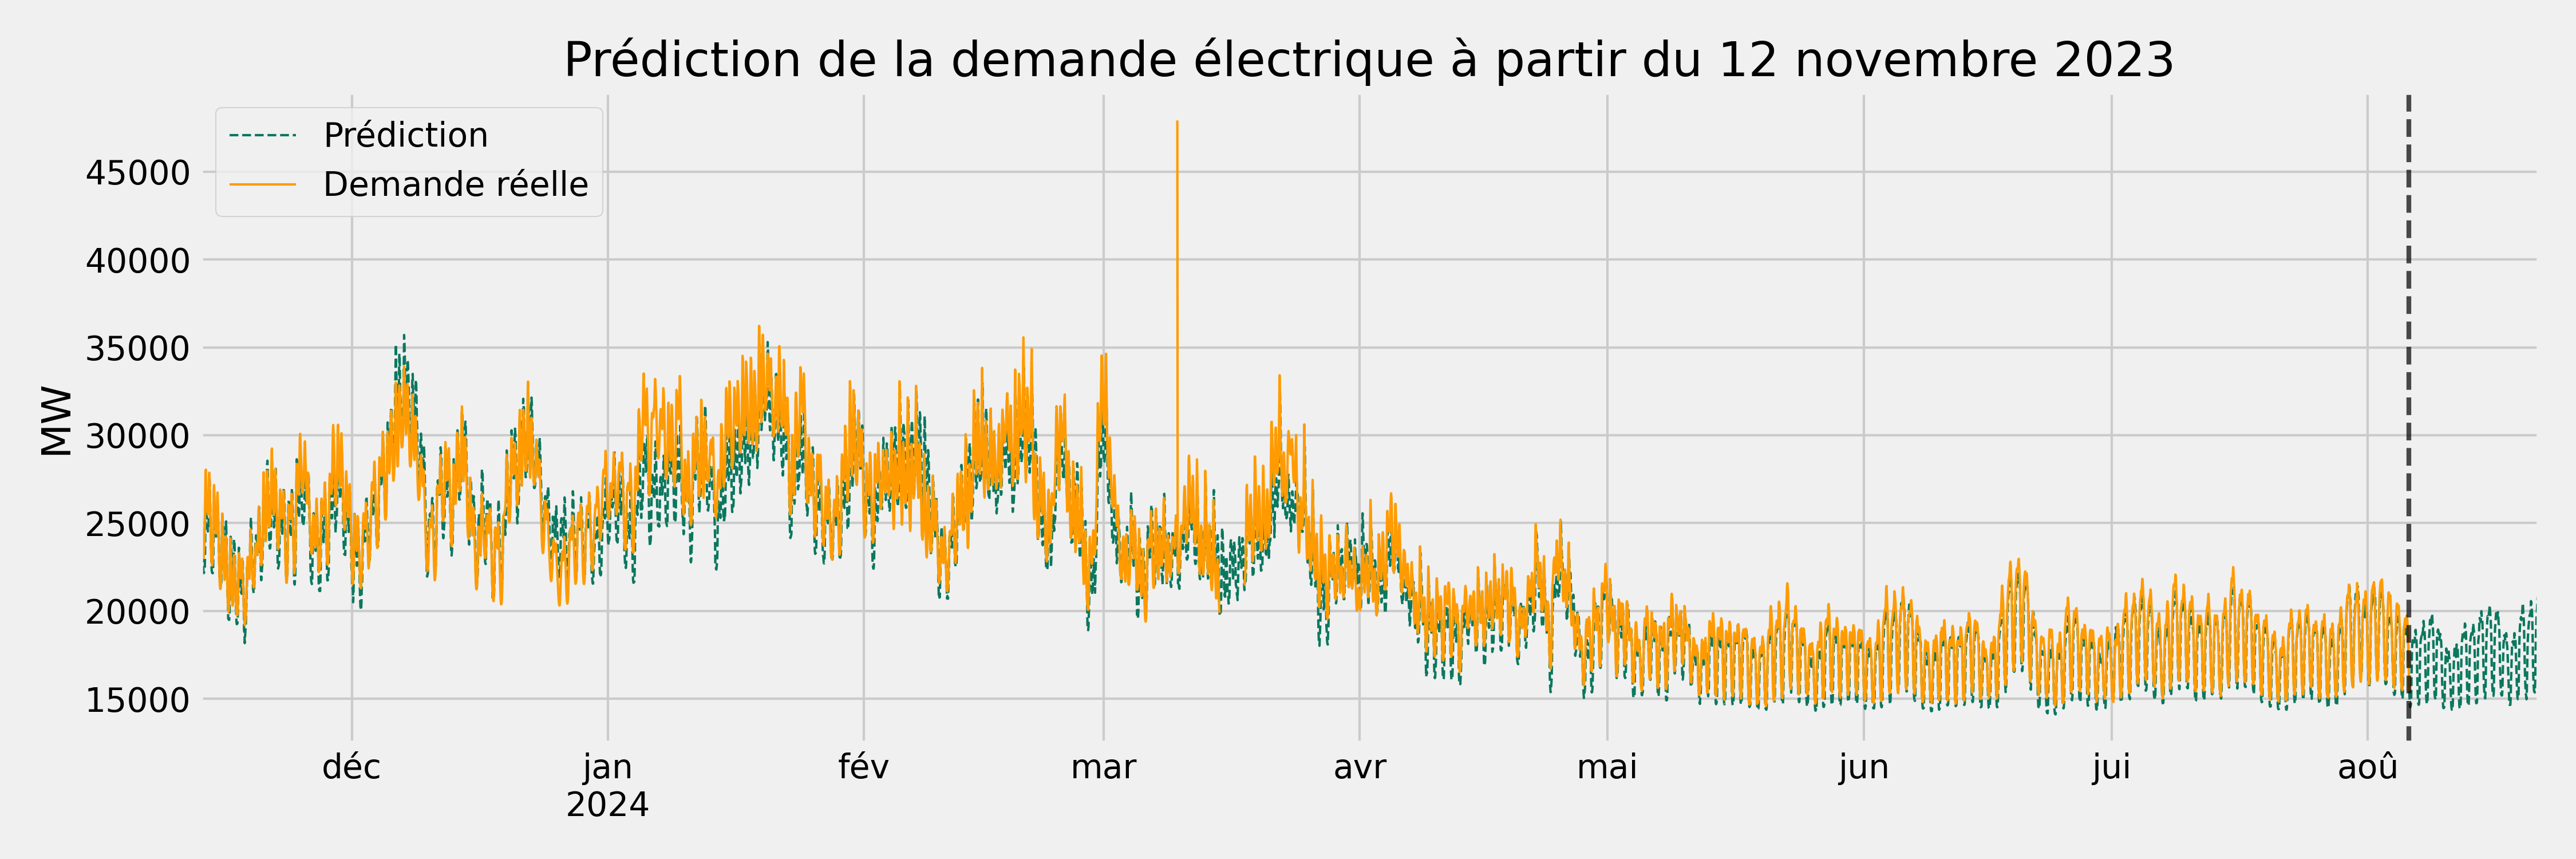 Prédiction de la demande électrique à partir du 12 novembre 2023
Prédiction
Demande réelle
MW
45000
40000
35000
30000
25000
20000
15000
déc
jan
2024
fév
mar
avr
mai
jun
jui
aoû